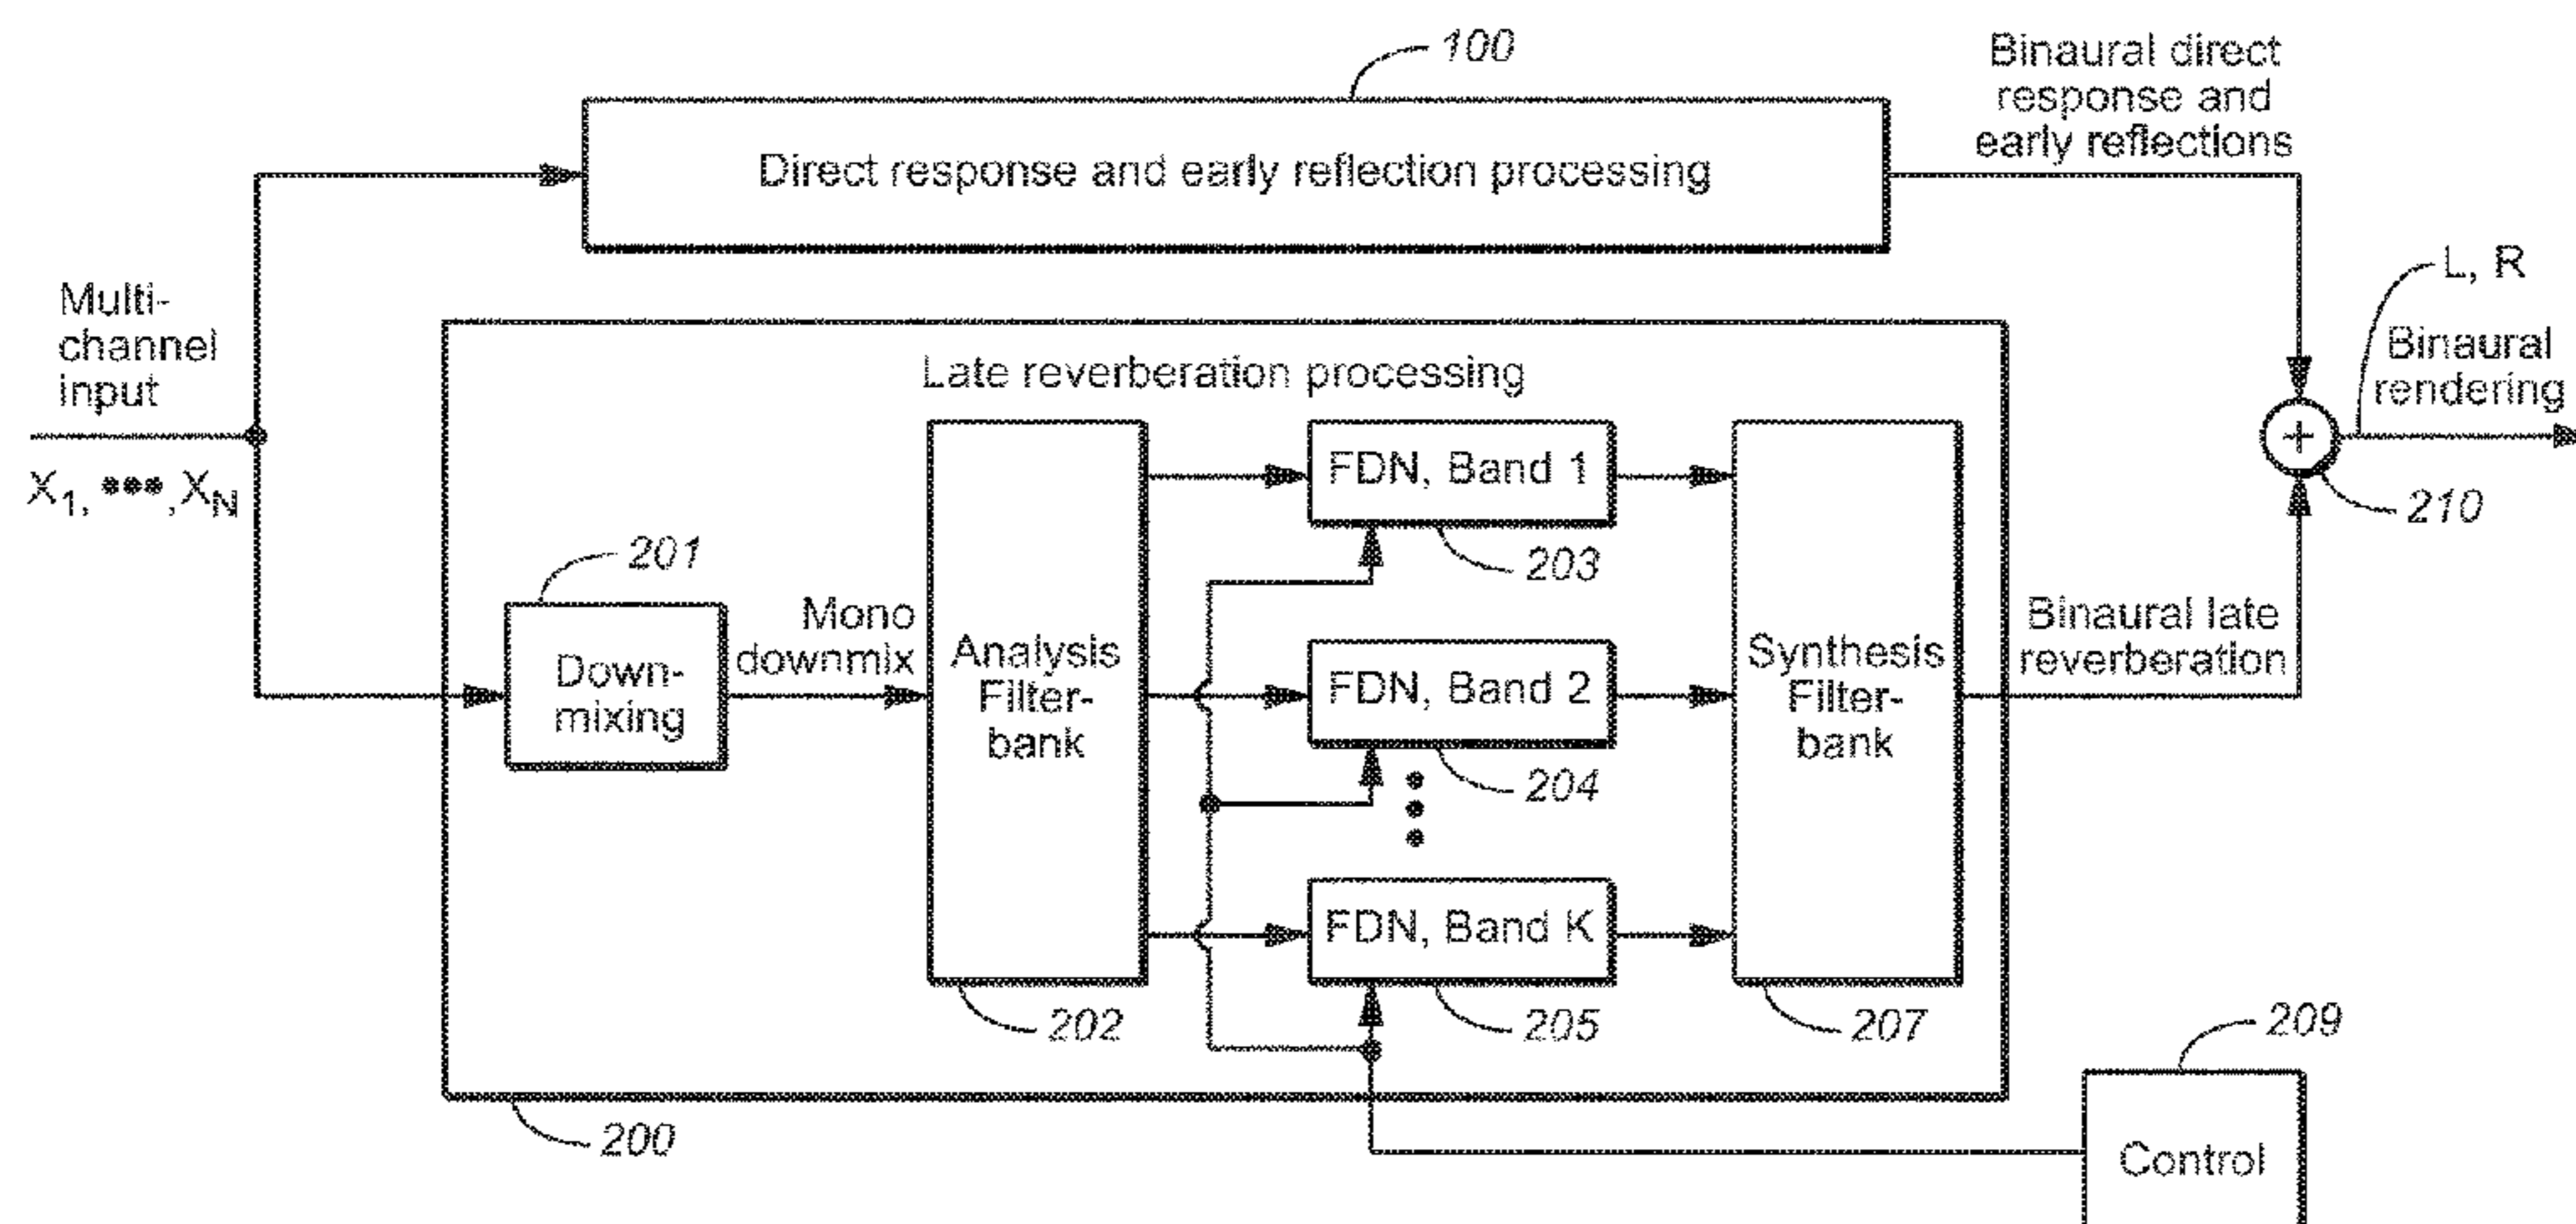 100
Direct response and early reflection processing
Binaural direct
response and
early reflections
Multi-
channel
input
X1, •••, XN
L, R
Binaural
rendering
210
Late reverberation processing
201
Down-
mixing
Mono
downmix
Analysis
Filter-
bank
202
FDN, Band 1
203
FDN, Band 2
204
FDN, Band K
205
Synthesis
Filter-
bank
207
Binaural late
reverberation
200
209
Control